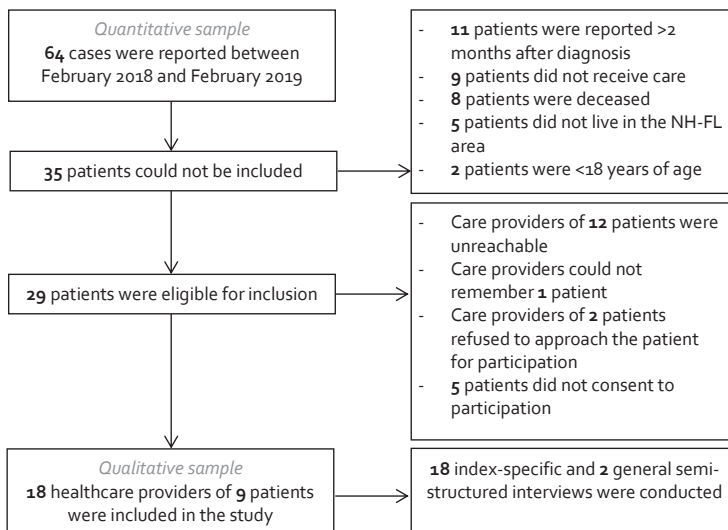 Quantitative sample
64 cases were reported between
February 2018 and February 2019
- 11 patients were reported >2
months after diagnosis
- 9 patients did not receive care
- 8 patients were deceased
- 5 patients did not live in the NH-FL
area
- 2 patients were <18 years of age
35 patients could not be included
- Care providers of 12 patients were
unreachable
- Care providers could not
remember 1 patient
- Care providers of 2 patients
refused to approach the patient
for participation
- 5 patients did not consent to
participation
29 patients were eligible for inclusion
Qualitative sample
18 healthcare providers of 9 patients
were included in the study
18 index-specific and 2 general semi-
structured interviews were conducted